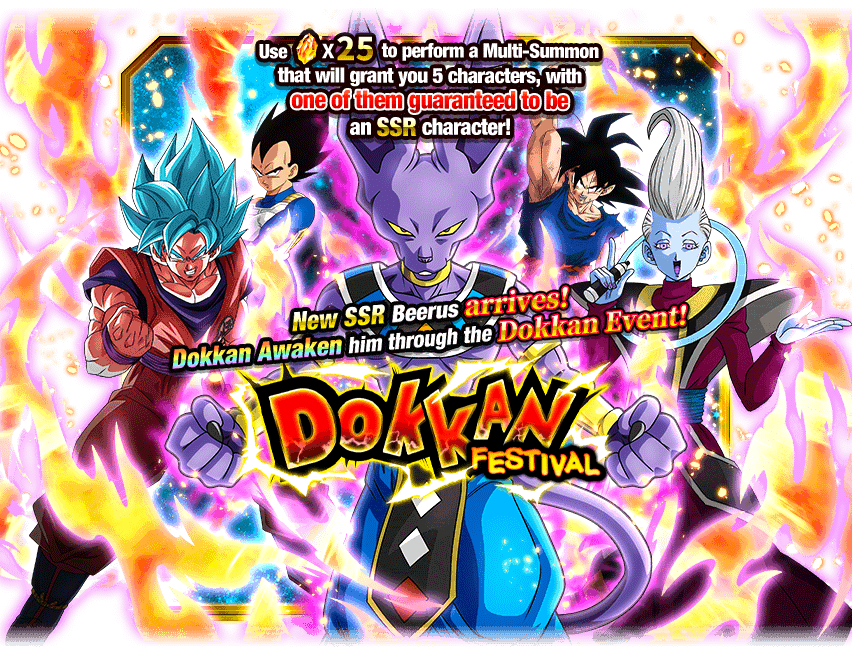 Use x25 to perform a Multi-Summon
that will grant you 5 characters, with
one of them guaranteed to be
an SSR character!
New SSR Beerus arrives!
Dokkan Awaken him through the Dokkan Event!
DOKKAN
FESTIVAL